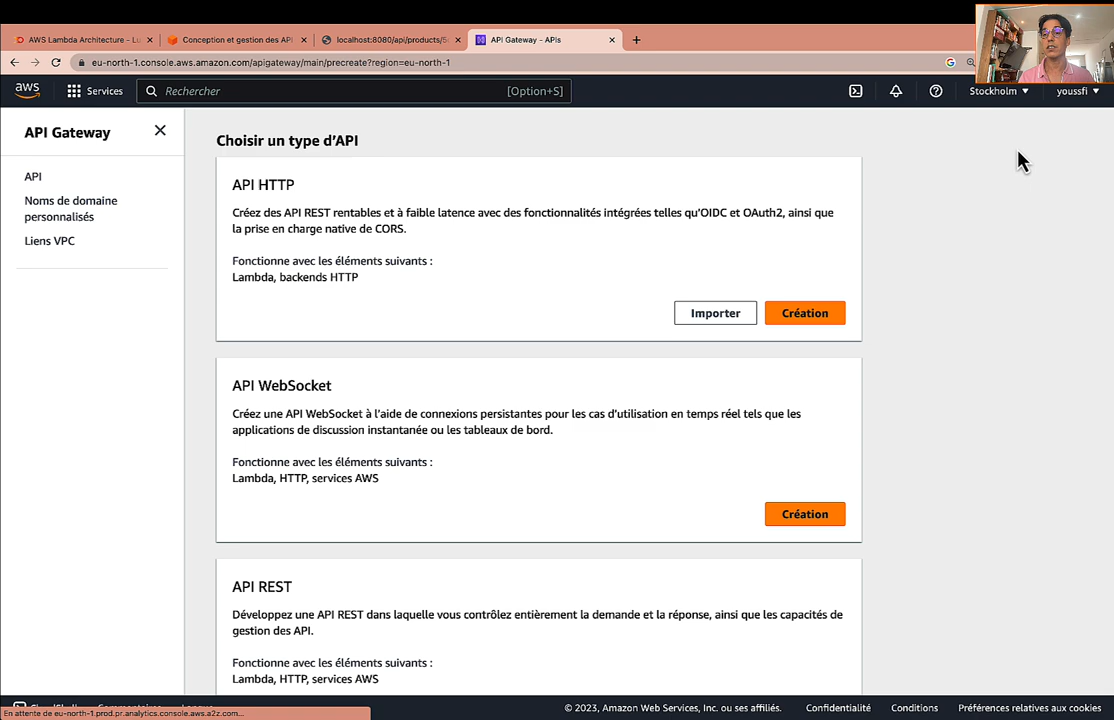 AWS Lambda Architecture - Lu
Conception et gestion des API
localhost:8080/api/products/5
API Gateway - APIs
eu-north-1.console.aws.amazon.com/apigateway/main/precreate?region=eu-north-1
aws
Services
Rechercher
[Option+S]
Stockholm
youssfi
API Gateway
API
Noms de domaine
personnalisés
Liens VPC
Choisir un type d'API
API HTTP
Créez des API REST rentables et à faible latence avec des fonctionnalités intégrées telles qu'OIDC et OAuth2, ainsi que
la prise en charge native de CORS.
Fonctionne avec les éléments suivants :
Lambda, backends HTTP
Importer
Création
API WebSocket
Créez une API WebSocket à l'aide de connexions persistantes pour les cas d'utilisation en temps réel tels que les
applications de discussion instantanée ou les tableaux de bord.
Fonctionne avec les éléments suivants :
Lambda, HTTP, services AWS
Création
API REST
Développez une API REST dans laquelle vous contrôlez entièrement la demande et la réponse, ainsi que les capacités de
gestion des API.
Fonctionne avec les éléments suivants :
Lambda, HTTP, services AWS
En attente de eu-north-1.prod.pr.analytics.console.aws.a2z.com...
© 2023, Amazon Web Services, Inc. ou ses affiliés.
Confidentialité
Conditions
Préférences relatives aux cookies